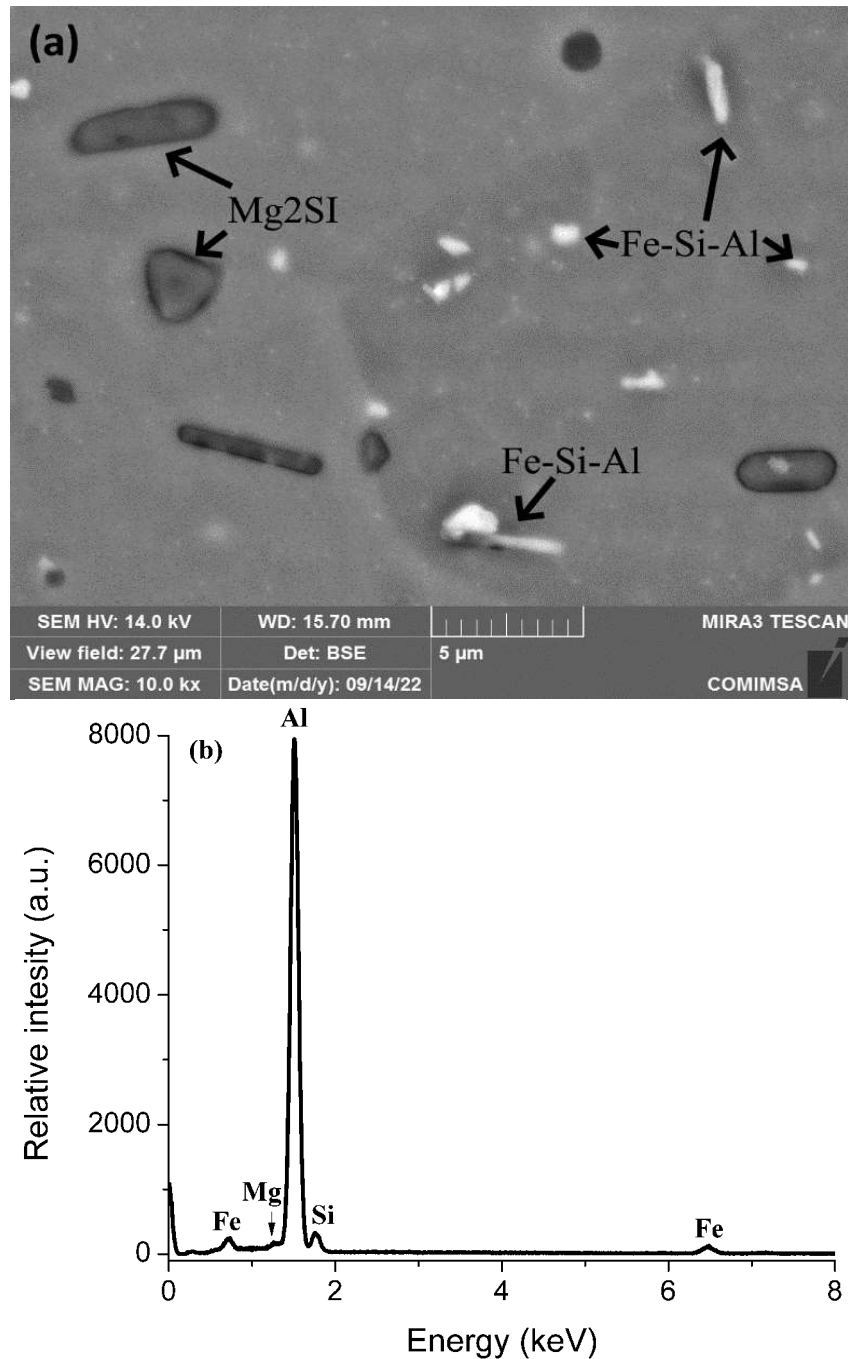 (a)
Mg2SI
Fe-Si-Al
Fe-Si-Al
SEM HV: 14.0 kV
WD: 15.70 mm
MIRA3 TESCAN
View field: 27.7 µm
Det: BSE
5 µm
SEM MAG: 10.0 kx
Date(m/d/y): 09/14/22
COMIMSA
(b)
Al
8000
6000
4000
2000
0
Relative intesity (a.u.)
Fe
Mg
Si
Fe
0
2
4
6
8
Energy (keV)